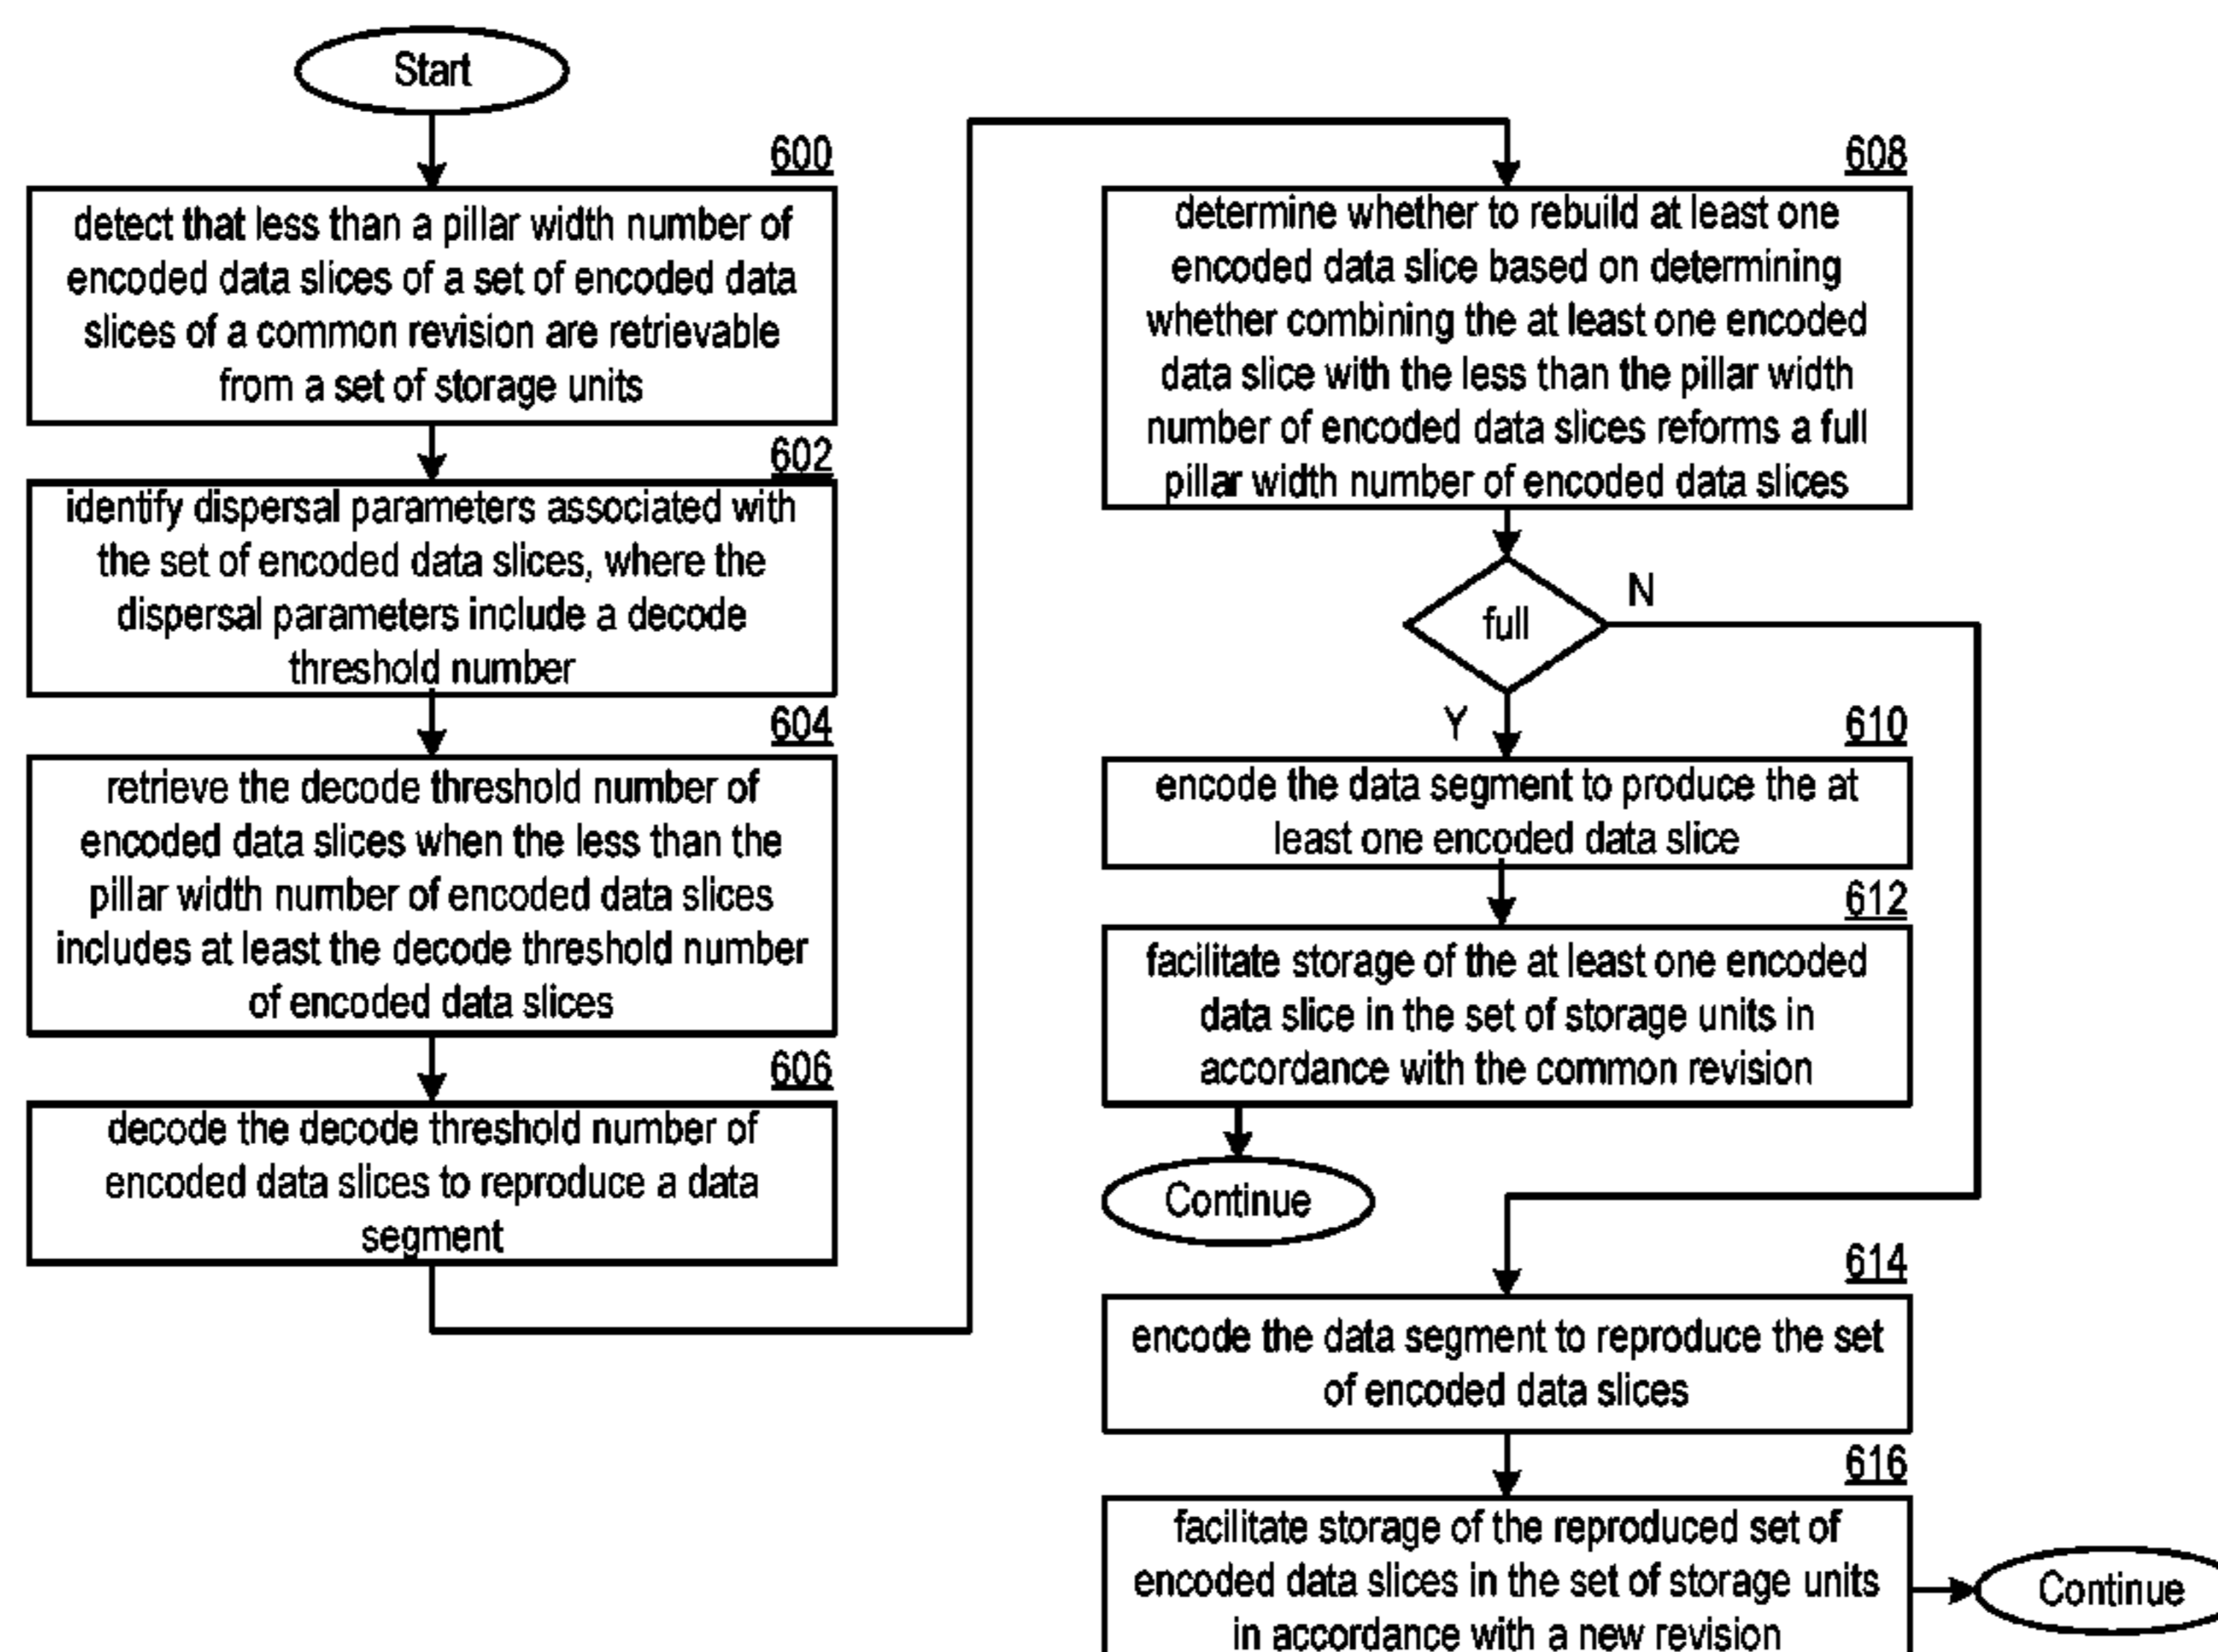 Start
600
detect that less than a pillar width number of
encoded data slices of a set of encoded data
slices of a common revision are retrievable
from a set of storage units
602
identify dispersal parameters associated with
the set of encoded data slices, where the
dispersal parameters include a decode
threshold number
604
retrieve the decode threshold number of
encoded data slices when the less than the
pillar width number of encoded data slices
includes at least the decode threshold number
of encoded data slices
606
decode the decode threshold number of
encoded data slices to reproduce a data
segment
608
determine whether to rebuild at least one
encoded data slice based on determining
whether combining the at least one encoded
data slice with the less than the pillar width
number of encoded data slices reforms a full
pillar width number of encoded data slices
full
N
Y
610
encode the data segment to produce the at
least one encoded data slice
612
facilitate storage of the at least one encoded
data slice in the set of storage units in
accordance with the common revision
Continue
614
encode the data segment to reproduce the set
of encoded data slices
616
facilitate storage of the reproduced set of
encoded data slices in the set of storage units
in accordance with a new revision
Continue